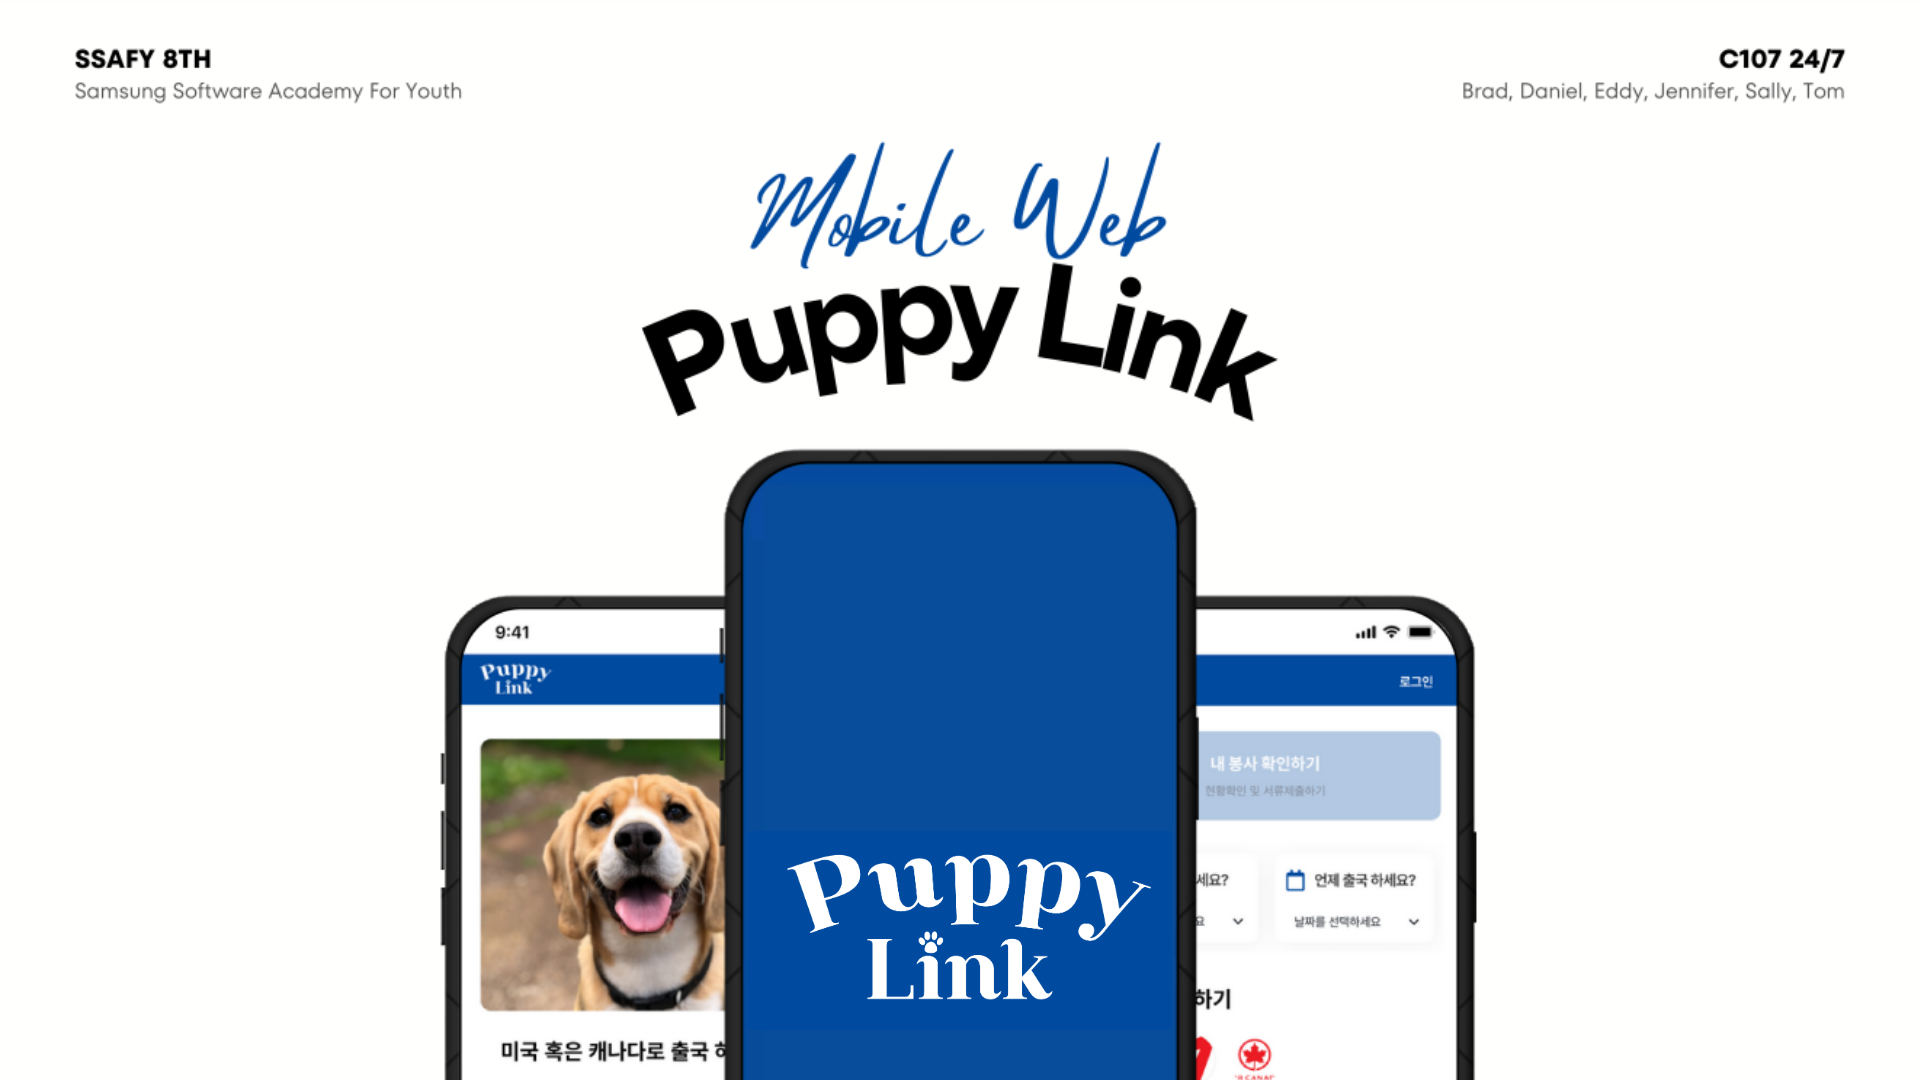 SSAFY 8TH
Samsung Software Academy For Youth
C107 24/7
Brad, Daniel, Eddy, Jennifer, Sally, Tom
Mobile Web
Puppy Link
9:41
Puppy
Link
미국 혹은 캐나다로 출국
Puppy
Link
로그인
내 봉사 확인하기
현황확인 및 서류제출하기
세요?
요
언제 출국 하세요?
날짜를 선택하세요
하기